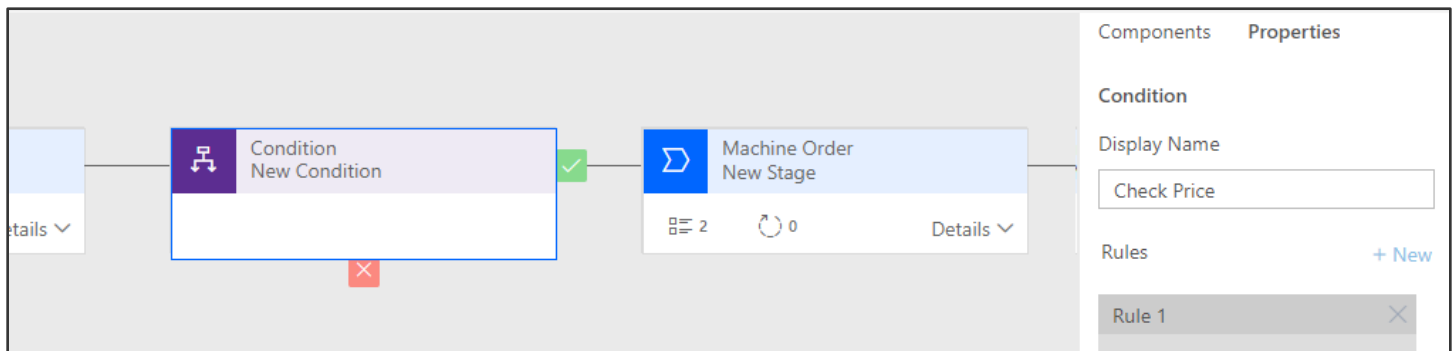 Components Properties
Condition
Display Name
Check Price
Rules + New
Rule 1
Condition
New Condition
Machine Order
New Stage
etails
2 0 Details